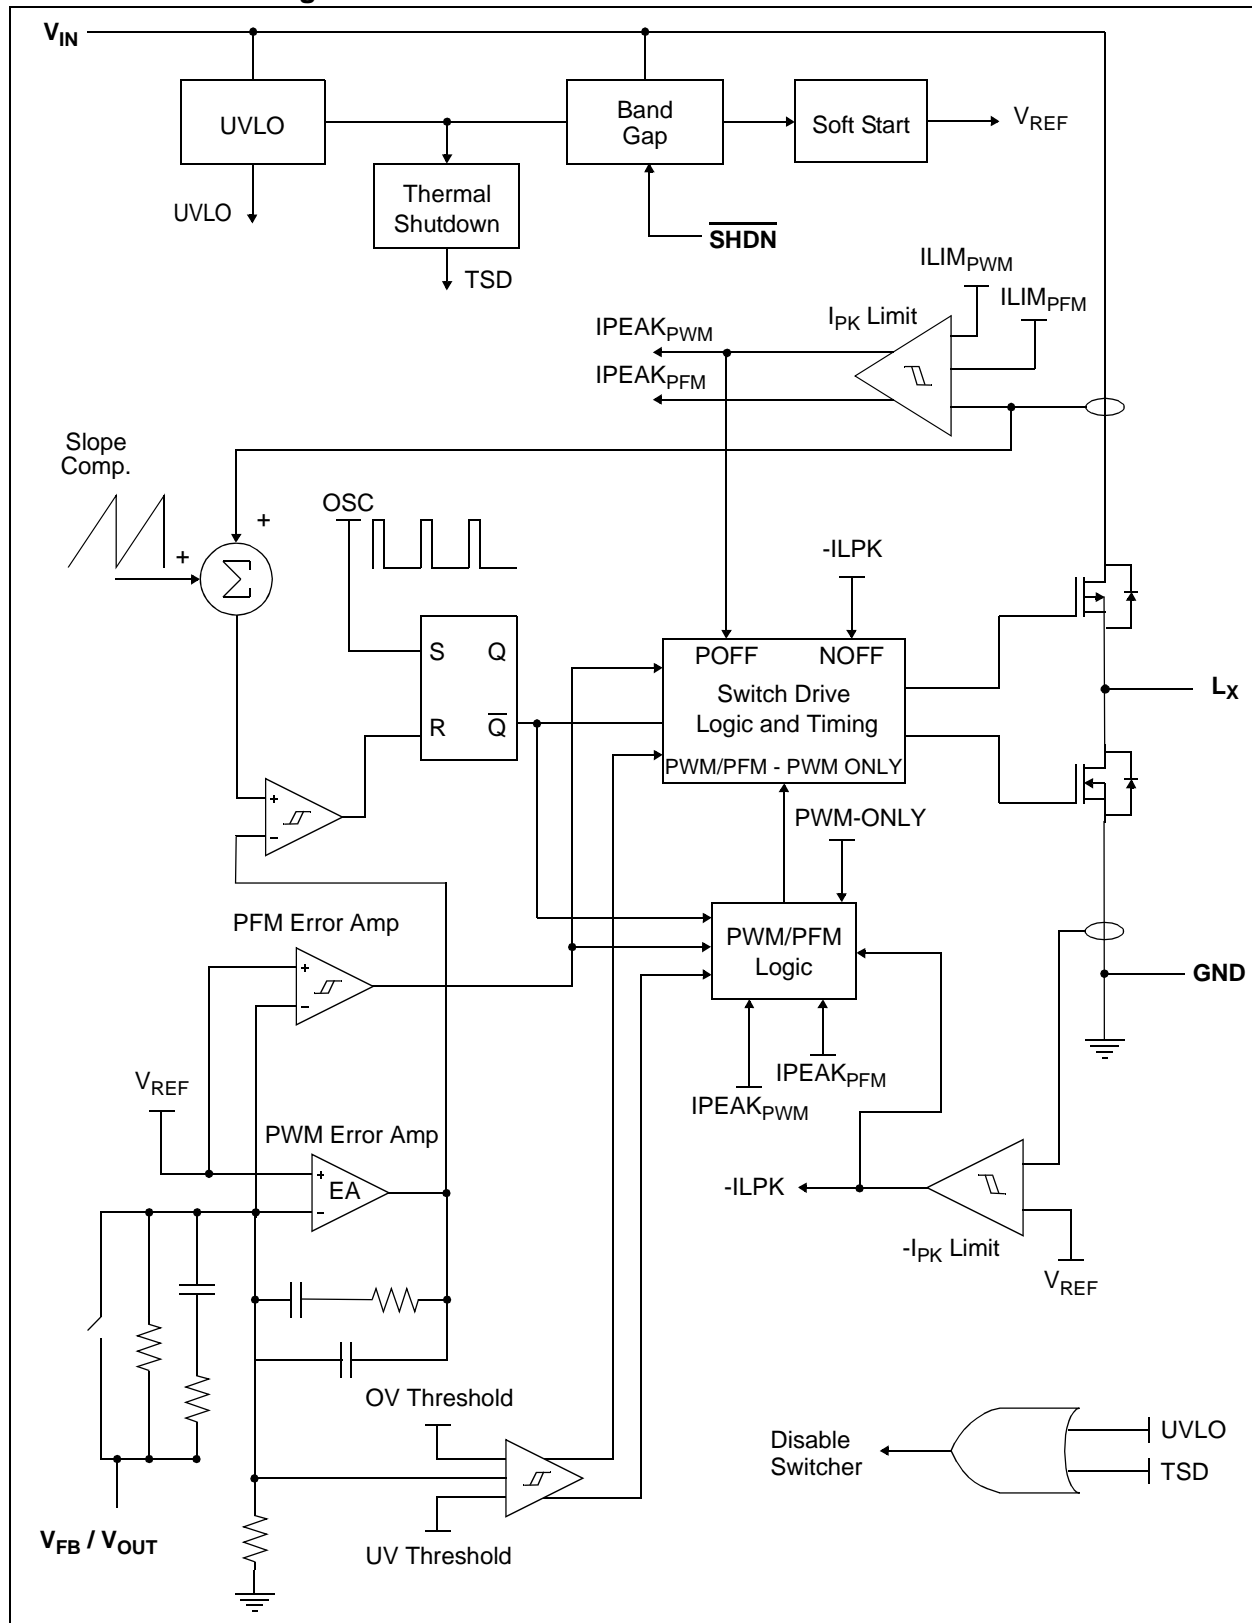 g
V_IN
UVLO
Band
Gap
Soft Start
V_REF
UVLO
Thermal
Shutdown
SHDN
TSD
ILIM_PWM
ILIM_PFM
I_PK Limit
IPEAK_PWM
IPEAK_PFM
Slope
Comp.
OSC
+
+
Σ
-ILPK
S Q
R Q
POFF NOFF
Switch Drive
Logic and Timing
PWM/PFM - PWM ONLY
L_X
+
-
PWM-ONLY
PFM Error Amp
+
-
PWM/PFM
Logic
GND
V_REF
IPEAK_PFM
IPEAK_PWM
PWM Error Amp
+
EA
-
-ILPK
-I_PK Limit
V_REF
OV Threshold
UV Threshold
V_FB / V_OUT
Disable
Switcher
UVLO
TSD